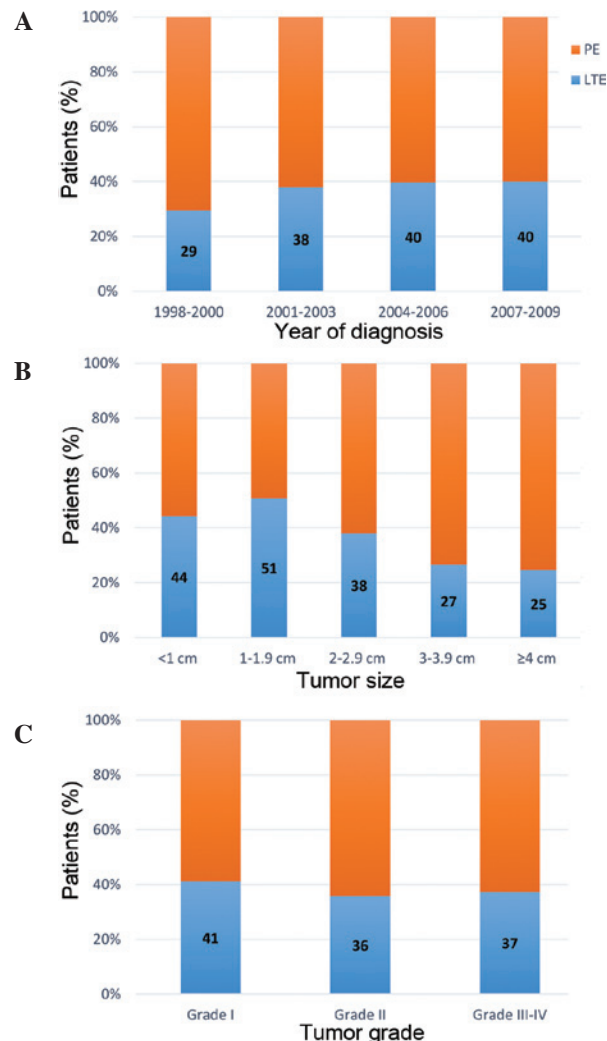 A
100%
80%
60%
40%
20%
0%
Patients (%)
29
38
40
40
PE
LTE
1998-2000
2001-2003
2004-2006
2007-2009
Year of diagnosis
B
100%
80%
60%
40%
20%
0%
Patients (%)
44
51
38
27
25
<1 cm
1-1.9 cm
2-2.9 cm
3-3.9 cm
≥4 cm
Tumor size
C
100%
80%
60%
40%
20%
0%
Patients (%)
41
36
37
Grade I
Grade II
Grade III-IV
Tumor grade